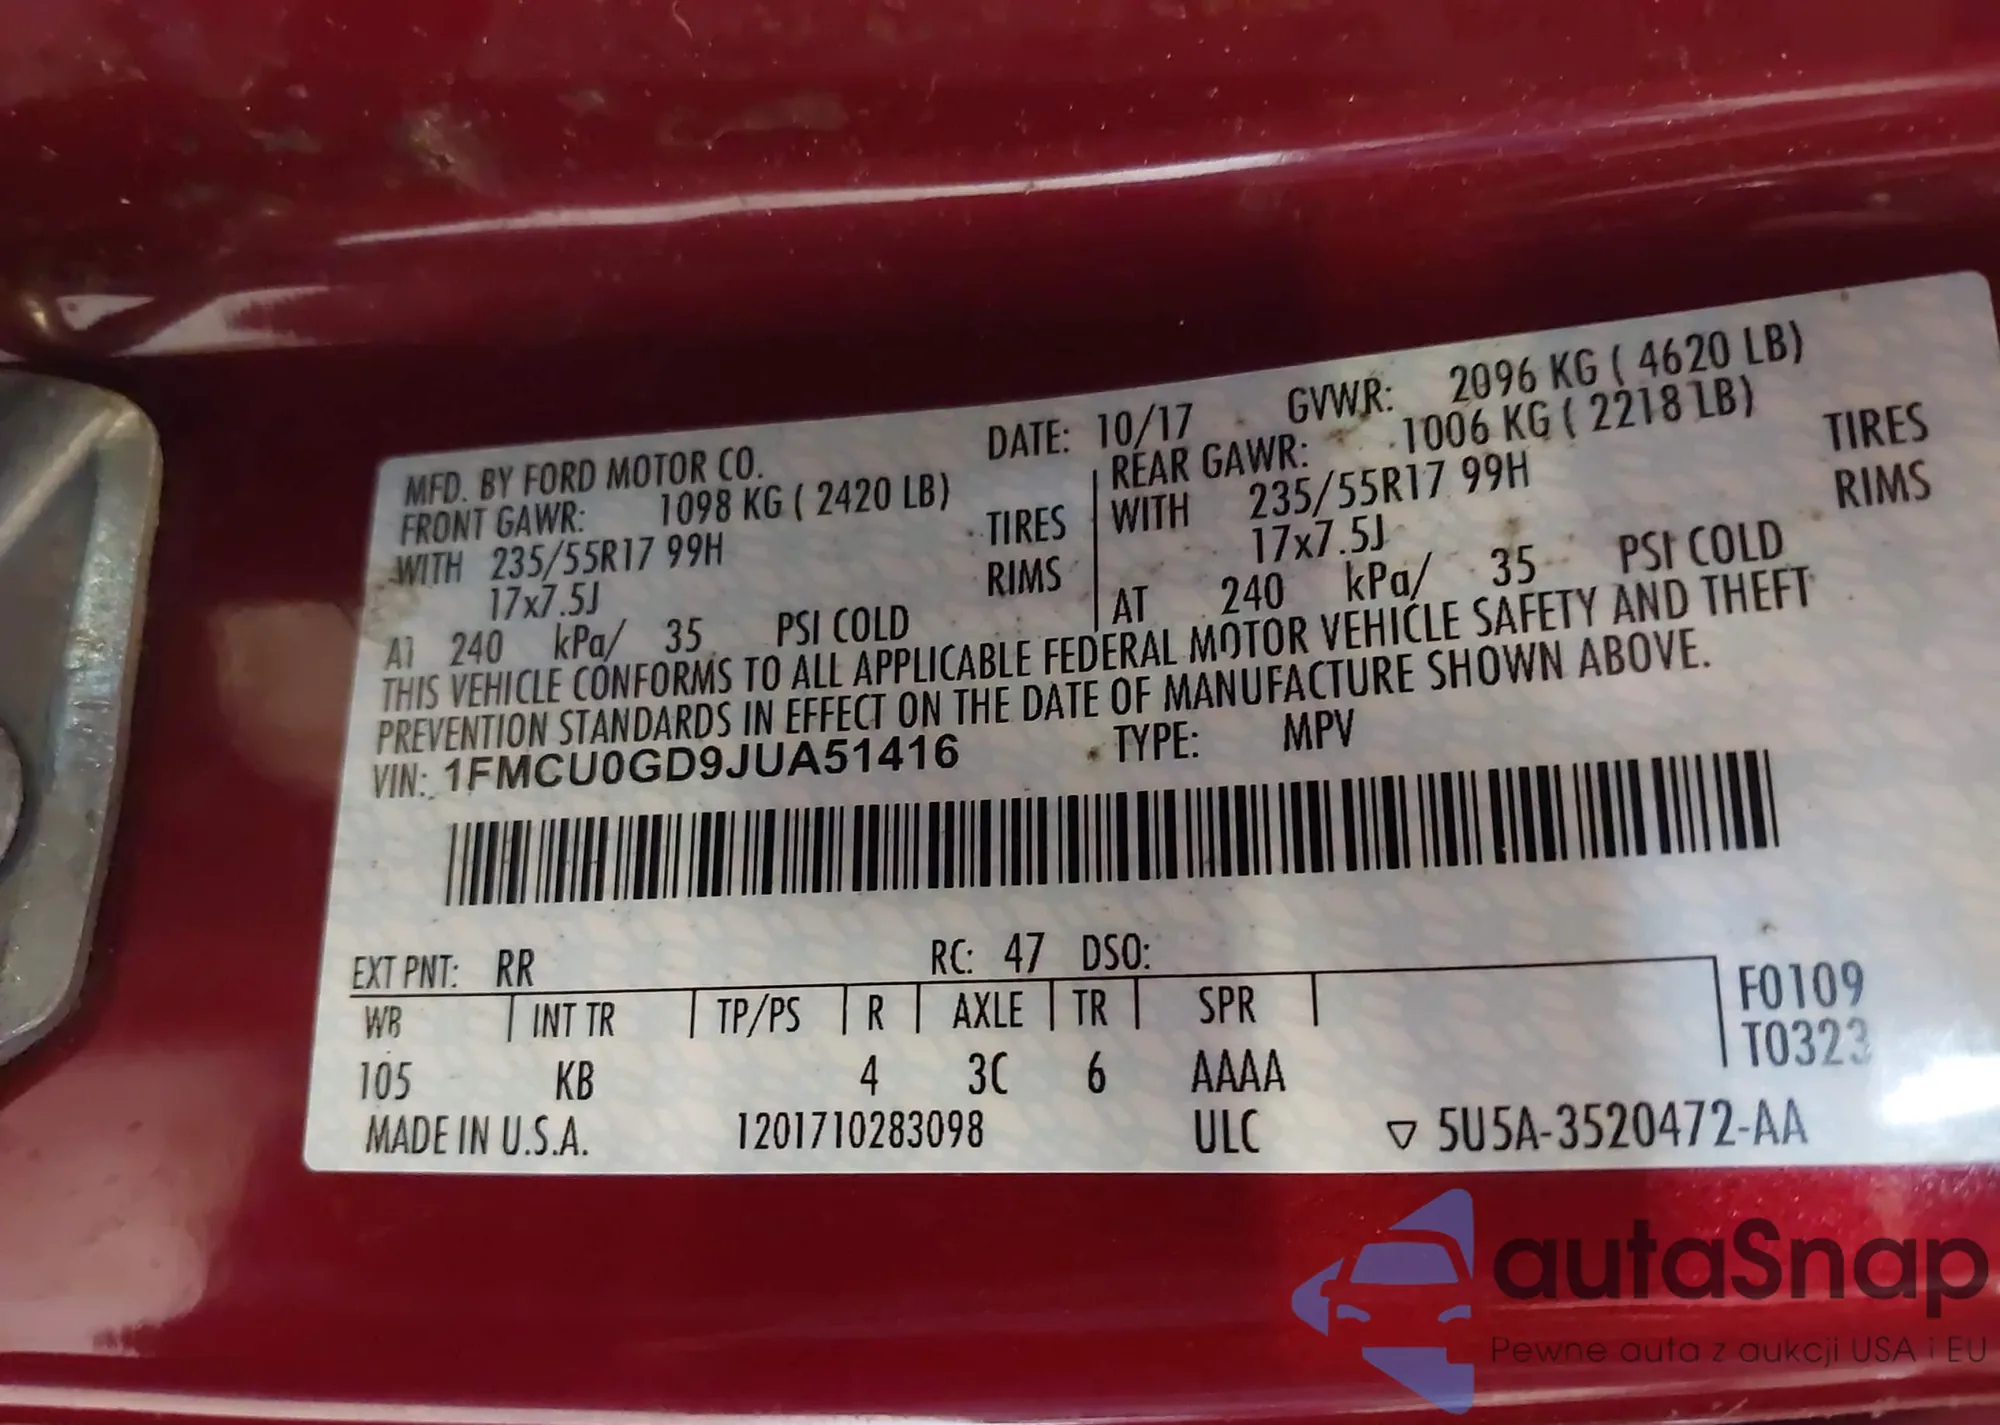 MFD. BY FORD MOTOR CO. DATE: 10/17 GVWR: 2096 KG ( 4620 LB)
FRONT GAWR: 1098 KG ( 2420 LB) REAR GAWR: 1006 KG ( 2218 LB)
WITH 235/55R17 99H TIRES WITH 235/55R17 99H TIRES
17x7.5J RIMS 17x7.5J RIMS
AT 240 kPa/ 35 PSI COLD AT 240 kPa/ 35 PSI COLD
THIS VEHICLE CONFORMS TO ALL APPLICABLE FEDERAL MOTOR VEHICLE SAFETY AND THEFT
PREVENTION STANDARDS IN EFFECT ON THE DATE OF MANUFACTURE SHOWN ABOVE.
VIN: 1FMCU0GD9JUA51416 TYPE: MPV
EXT PNT: RR RC: 47 DSO:
WB INT TR TP/PS R AXLE TR SPR F0109
T0323
105 KB 4 3C 6 AAAA
MADE IN U.S.A. 1201710283098 ULC ▽ 5U5A-3520472-AA
autaSnap
Pewne auta z aukcji USA i EU